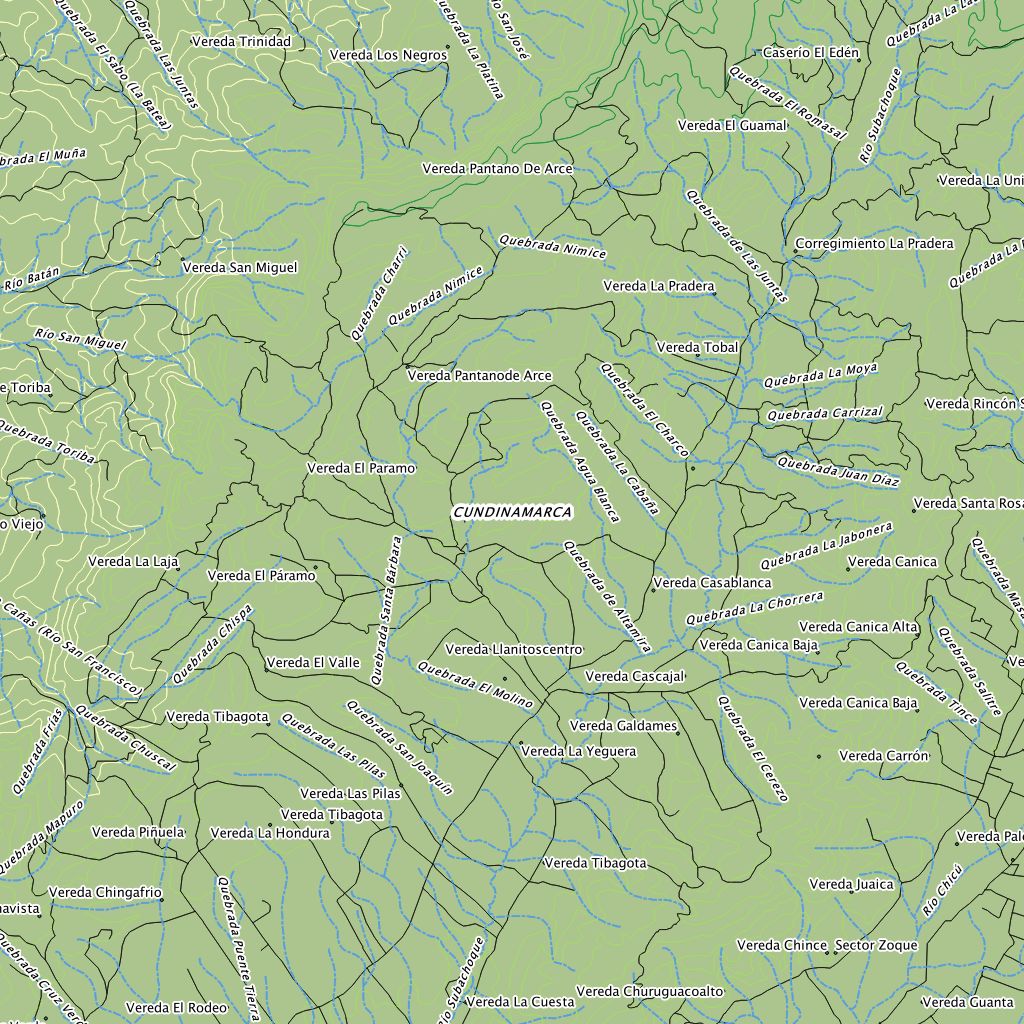 Quebrada El Sabo (La Batea)
Quebrada Las Juntas
Vereda Trinidad
Vereda Los Negros
Quebrada La Platina
Río San José
Caserío El Edén
Quebrada El Romasal
Río Subachoque
Vereda El Guamal
Vereda Pantano De Arce
Quebrada de Las Juntas
Corregimiento La Pradera
Quebrada Nimice
Quebrada Nimice
Quebrada Charri
Vereda San Miguel
Río Batán
Vereda La Pradera
Río San Miguel
Vereda Tobal
Quebrada La Moya
Vereda Pantanode Arce
Quebrada El Charco
Quebrada Carrizal
Quebrada Toriba
Quebrada Agua Blanca
Quebrada La Cabaña
Vereda El Paramo
Quebrada Juan Díaz
Vereda Santa Rosa
CUNDINAMARCA
Quebrada La Jabonera
Vereda La Laja
Vereda El Páramo
Quebrada Santa Bárbara
Quebrada de Altamira
Vereda Casablanca
Vereda Canica
Quebrada La Chorrera
Quebrada Chispa
Cañas (Río San Francisco)
Vereda Canica Alta
Vereda Canica Baja
Vereda Llanitoscentro
Vereda El Valle
Quebrada El Molino
Vereda Cascajal
Quebrada Salitre
Quebrada Tince
Vereda Canica Baja
Vereda Tibagota
Quebrada Frías
Quebrada Chuscal
Quebrada Las Pilas
Quebrada San Joaquín
Vereda Galdames
Vereda La Yeguera
Quebrada El Cerezo
Vereda Carrón
Vereda Las Pilas
Quebrada Mapuro
Vereda Tibagota
Vereda Piñuela
Vereda La Hondura
Vereda Tibagota
Vereda Chingafrio
Vereda Juaica
Río Chicú
Quebrada Puente Tierra
Río Subachoque
Vereda Chince
Sector Zoque
Vereda El Rodeo
Vereda Churuguacoalto
Vereda La Cuesta
Vereda Guanta